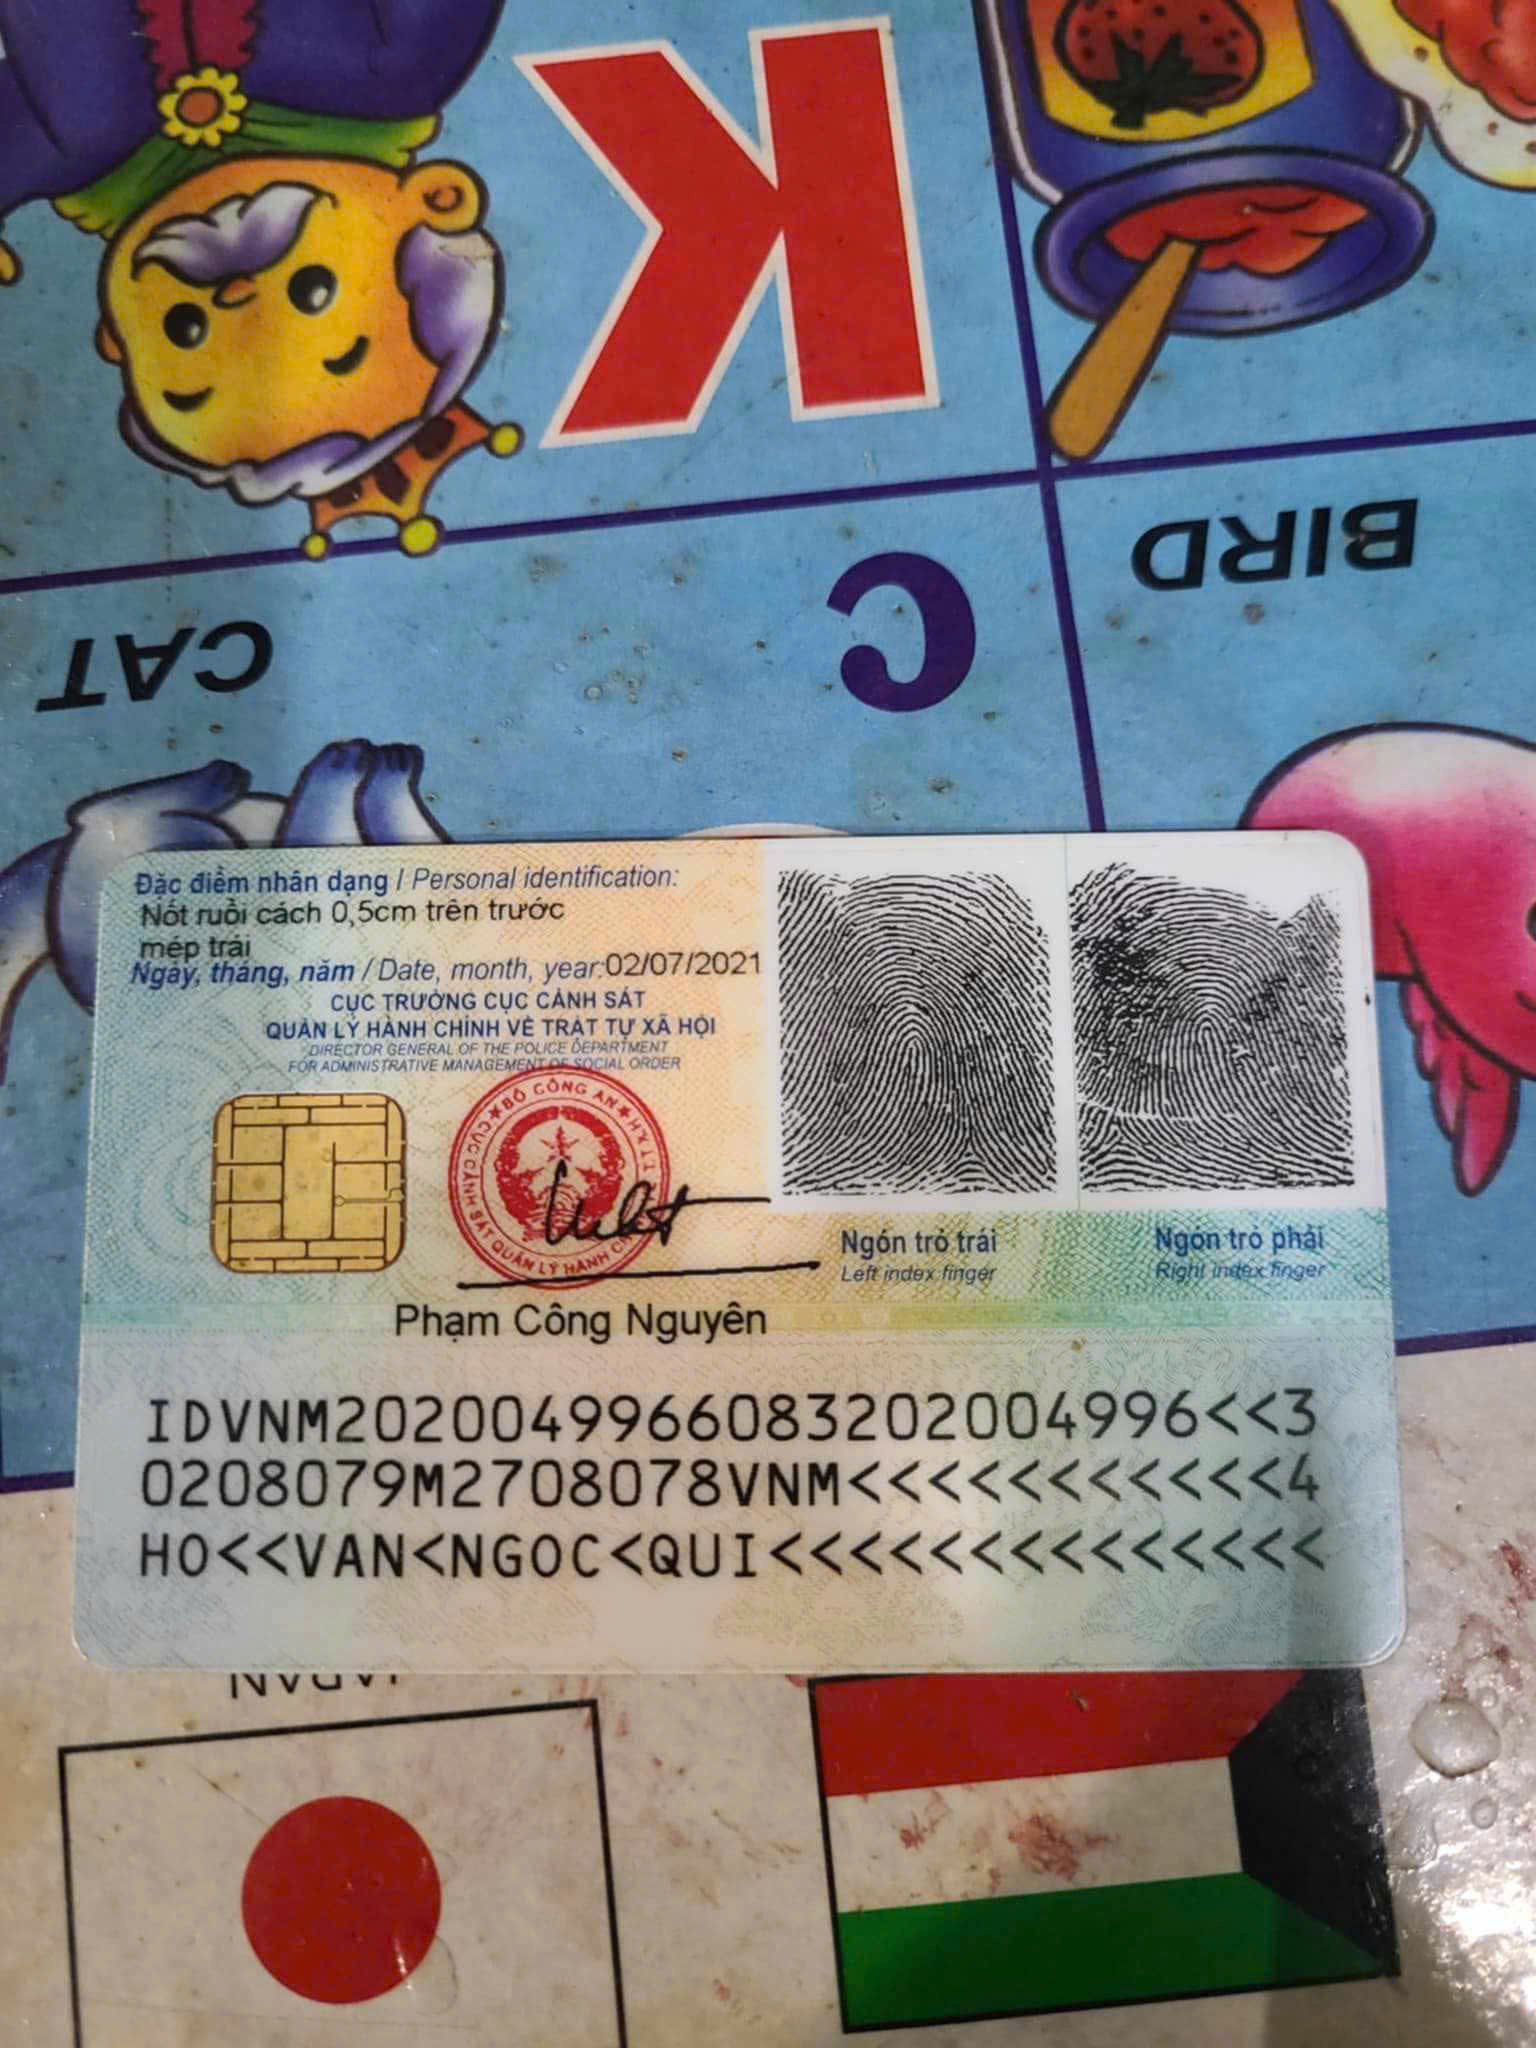 K
BIRD
C
CAT
Đặc điểm nhân dạng / Personal identification:
Nốt ruồi cách 0,5cm trên trước
mép trái
Ngày, tháng, năm / Date, month, year:02/07/2021
CỤC TRƯỞNG CỤC CẢNH SÁT
QUẢN LÝ HÀNH CHÍNH VỀ TRẬT TỰ XÃ HỘI
DIRECTOR GENERAL OF THE POLICE DEPARTMENT
FOR ADMINISTRATIVE MANAGEMENT OF SOCIAL ORDER
BỘ CÔNG AN
CỤC CẢNH SÁT QUẢN LÝ HÀNH
Phạm Công Nguyên
Ngón trỏ trái
Left index finger
Ngón trỏ phải
Right index finger
IDVNM2020049966083202004996<<3
0208079M2708078VNM<<<<<<<<<<<4
HO<<VAN<NGOC<QUI<<<<<<<<<<<<<<
JAPAN